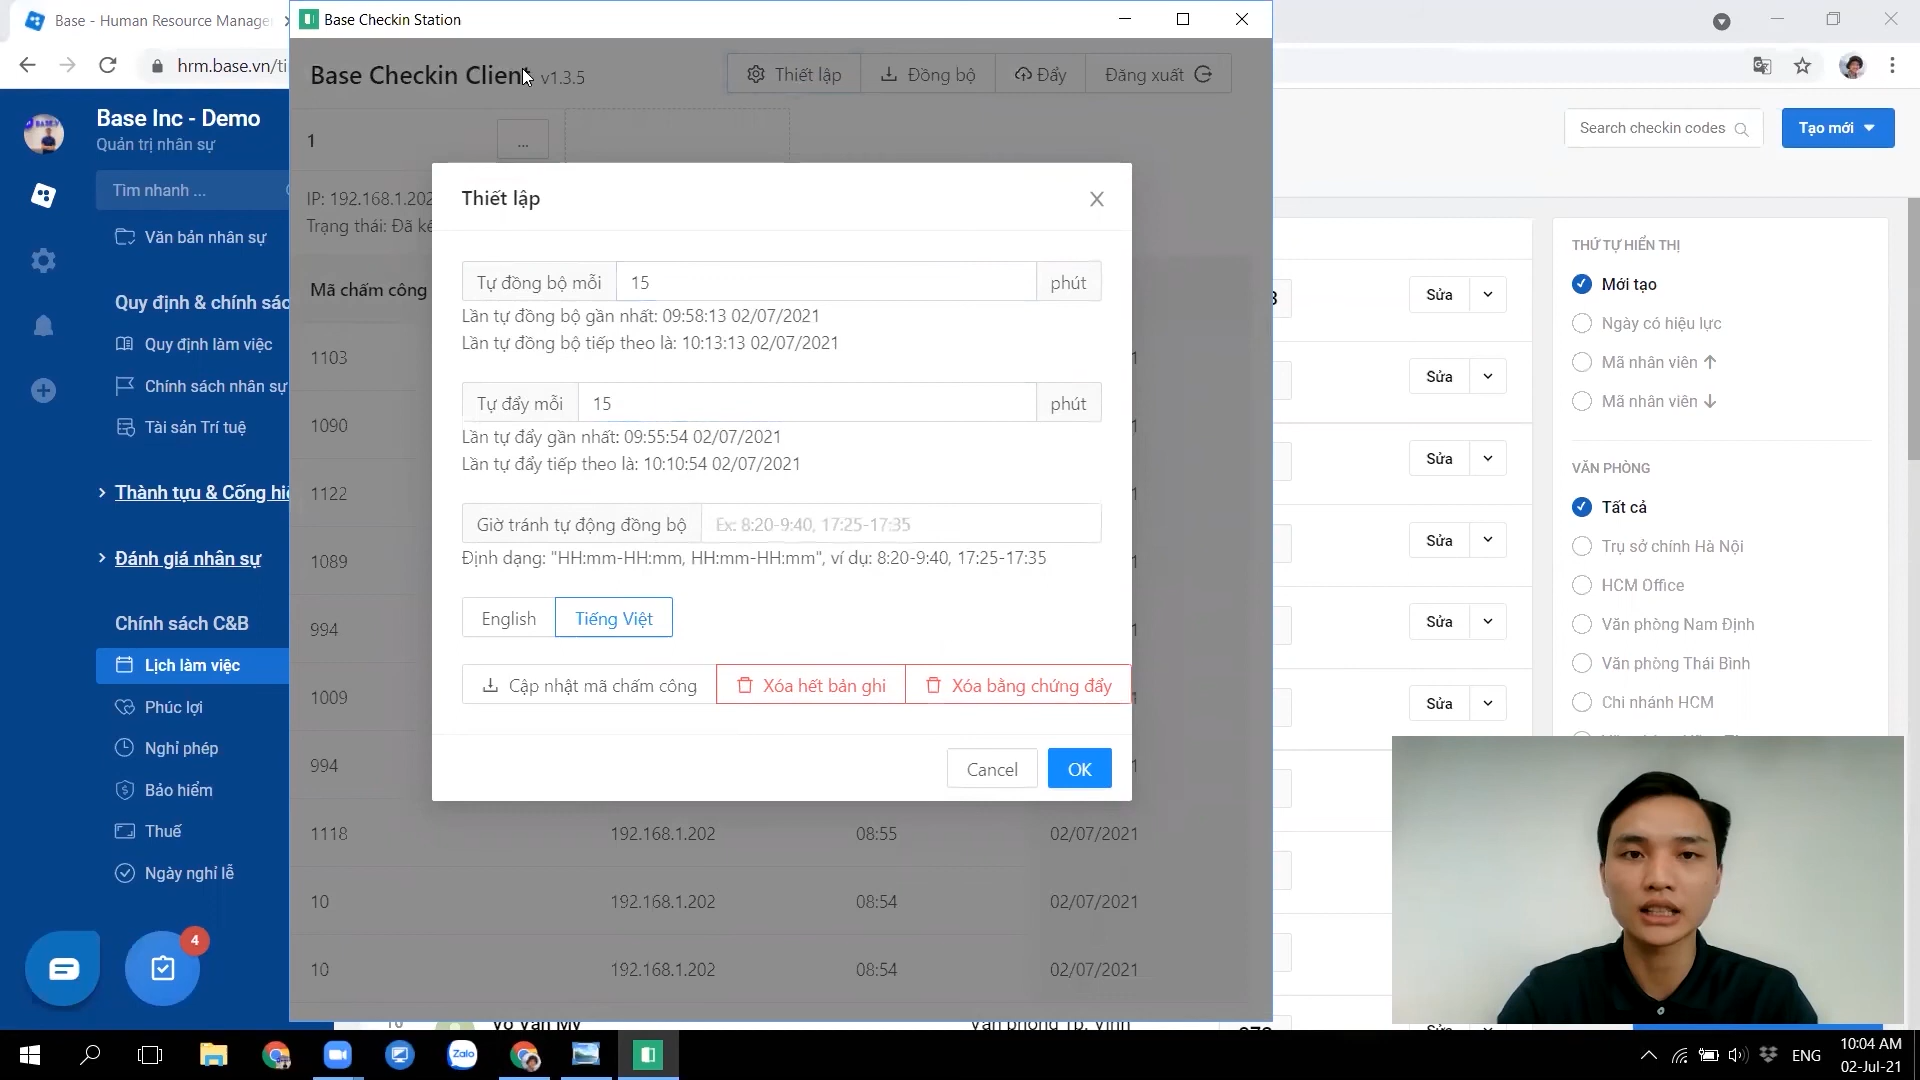 Base - Human Resource Manage
hrm.base.vn/ti
Base Checkin Station
Base Checkin Client v1.3.5
Thiết lập
Đồng bộ
Đẩy
Đăng xuất
1
...
IP: 192.168.1.202
Trạng thái: Đã
Mã chấm công
1103
1090
1122
1089
994
1009
994
1118 192.168.1.202 08:55 02/07/2021
10 192.168.1.202 08:54 02/07/2021
10 192.168.1.202 08:54 02/07/2021
Thiết lập
Tự đồng bộ mỗi 15 phút
Lần tự đồng bộ gần nhất: 09:58:13 02/07/2021
Lần tự đồng bộ tiếp theo là: 10:13:13 02/07/2021
Tự đẩy mỗi 15 phút
Lần tự đẩy gần nhất: 09:55:54 02/07/2021
Lần tự đẩy tiếp theo là: 10:10:54 02/07/2021
Giờ tránh tự động đồng bộ Ex: 8:20-9:40, 17:25-17:35
Định dạng: "HH:mm-HH:mm, HH:mm-HH:mm", ví dụ: 8:20-9:40, 17:25-17:35
English Tiếng Việt
Cập nhật mã chấm công Xóa hết bản ghi Xóa bằng chứng đẩy
Cancel OK
Base Inc - Demo
Quản trị nhân sự
Tìm nhanh ...
Văn bản nhân sự
Quy định & chính sác
Quy định làm việc
Chính sách nhân sự
Tài sản Trí tuệ
Thành tựu & Cống hiế
Đánh giá nhân sự
Chính sách C&B
Lịch làm việc
Phúc lợi
Nghỉ phép
Bảo hiểm
Thuế
Ngày nghỉ lễ
4
Search checkin codes
Tạo mới
Sửa
Sửa
Sửa
Sửa
Sửa
Sửa
THỨ TỰ HIỂN THỊ
Mới tạo
Ngày có hiệu lực
Mã nhân viên ↑
Mã nhân viên ↓
VĂN PHÒNG
Tất cả
Trụ sở chính Hà Nội
HCM Office
Văn phòng Nam Định
Văn phòng Thái Bình
Chi nhánh HCM
Zalo
ENG
10:04 AM
02-Jul-21